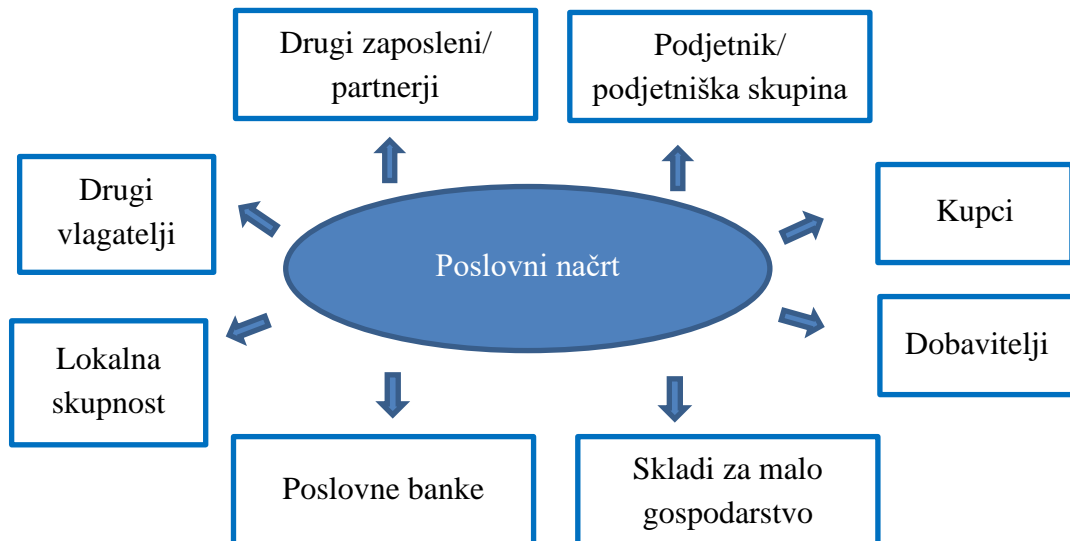 Drugi zaposleni/
partnerji
Podjetnik/
podjetniška skupina
Drugi
vlagatelji
Kupci
Poslovni načrt
Lokalna
skupnost
Dobavitelji
Poslovne banke
Skladi za malo
gospodarstvo